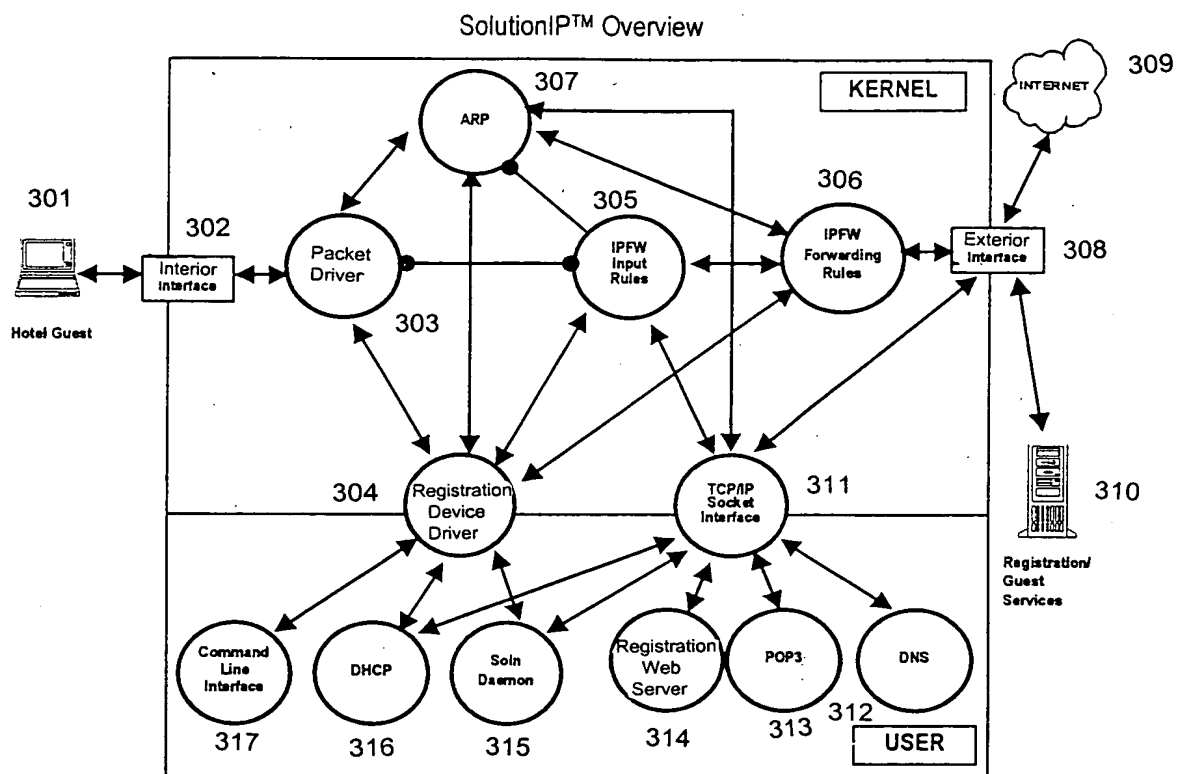 SolutionIP™ Overview
307
KERNEL
309
INTERNET
ARP
301
302
305
306
Interior
Interface
Packet
Driver
IPFW
Input
Rules
IPFW
Forwarding
Rules
Exterior
Interface
308
Hotel Guest
303
304
Registration
Device
Driver
TCP/IP
Socket
Interface
311
310
Registration/
Guest
Services
Command
Line
Interface
DHCP
Soln
Daemon
Registration
Web
Server
POP3
DNS
317
316
315
314
313
312
USER